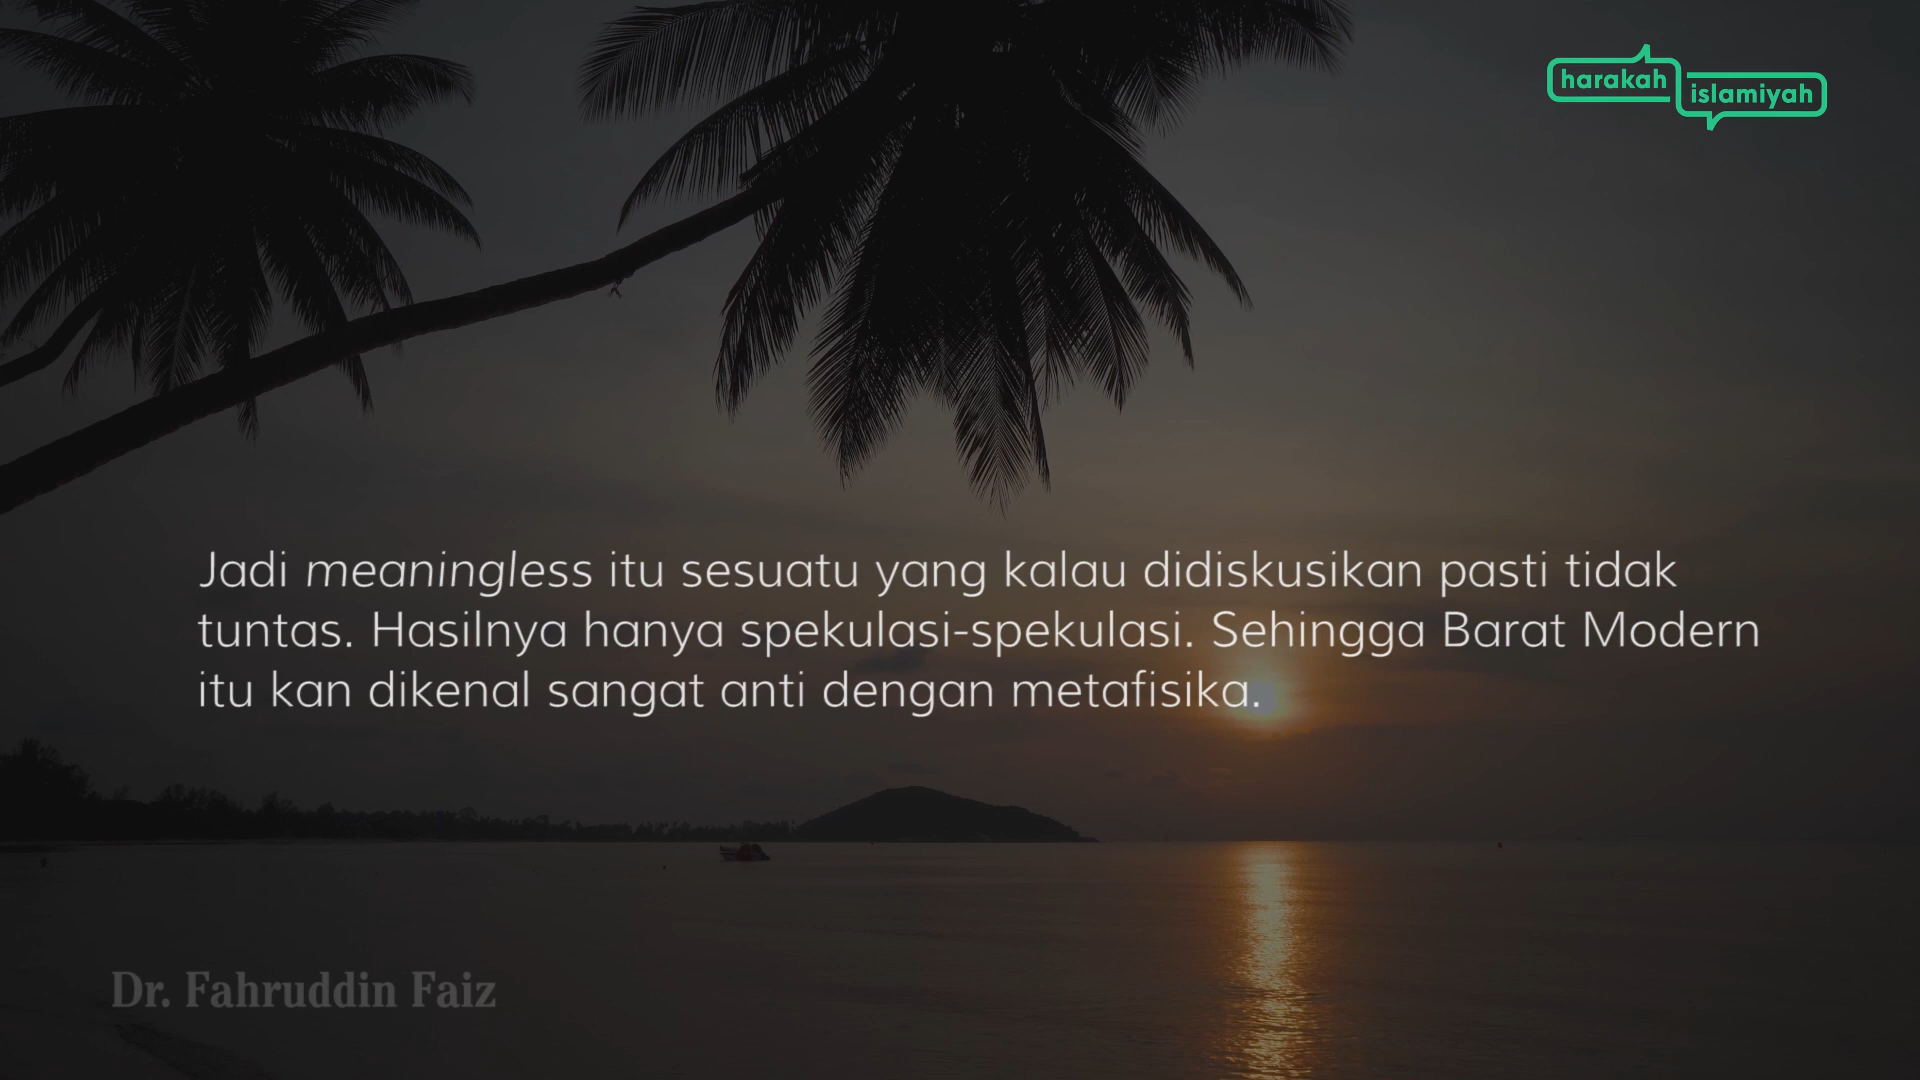 harakah
islamiyah
Jadi meaningless itu sesuatu yang kalau didiskusikan pasti tidak
tuntas. Hasilnya hanya spekulasi-spekulasi. Sehingga Barat Modern
itu kan dikenal sangat anti dengan metafisika.
Dr. Fahruddin Faiz